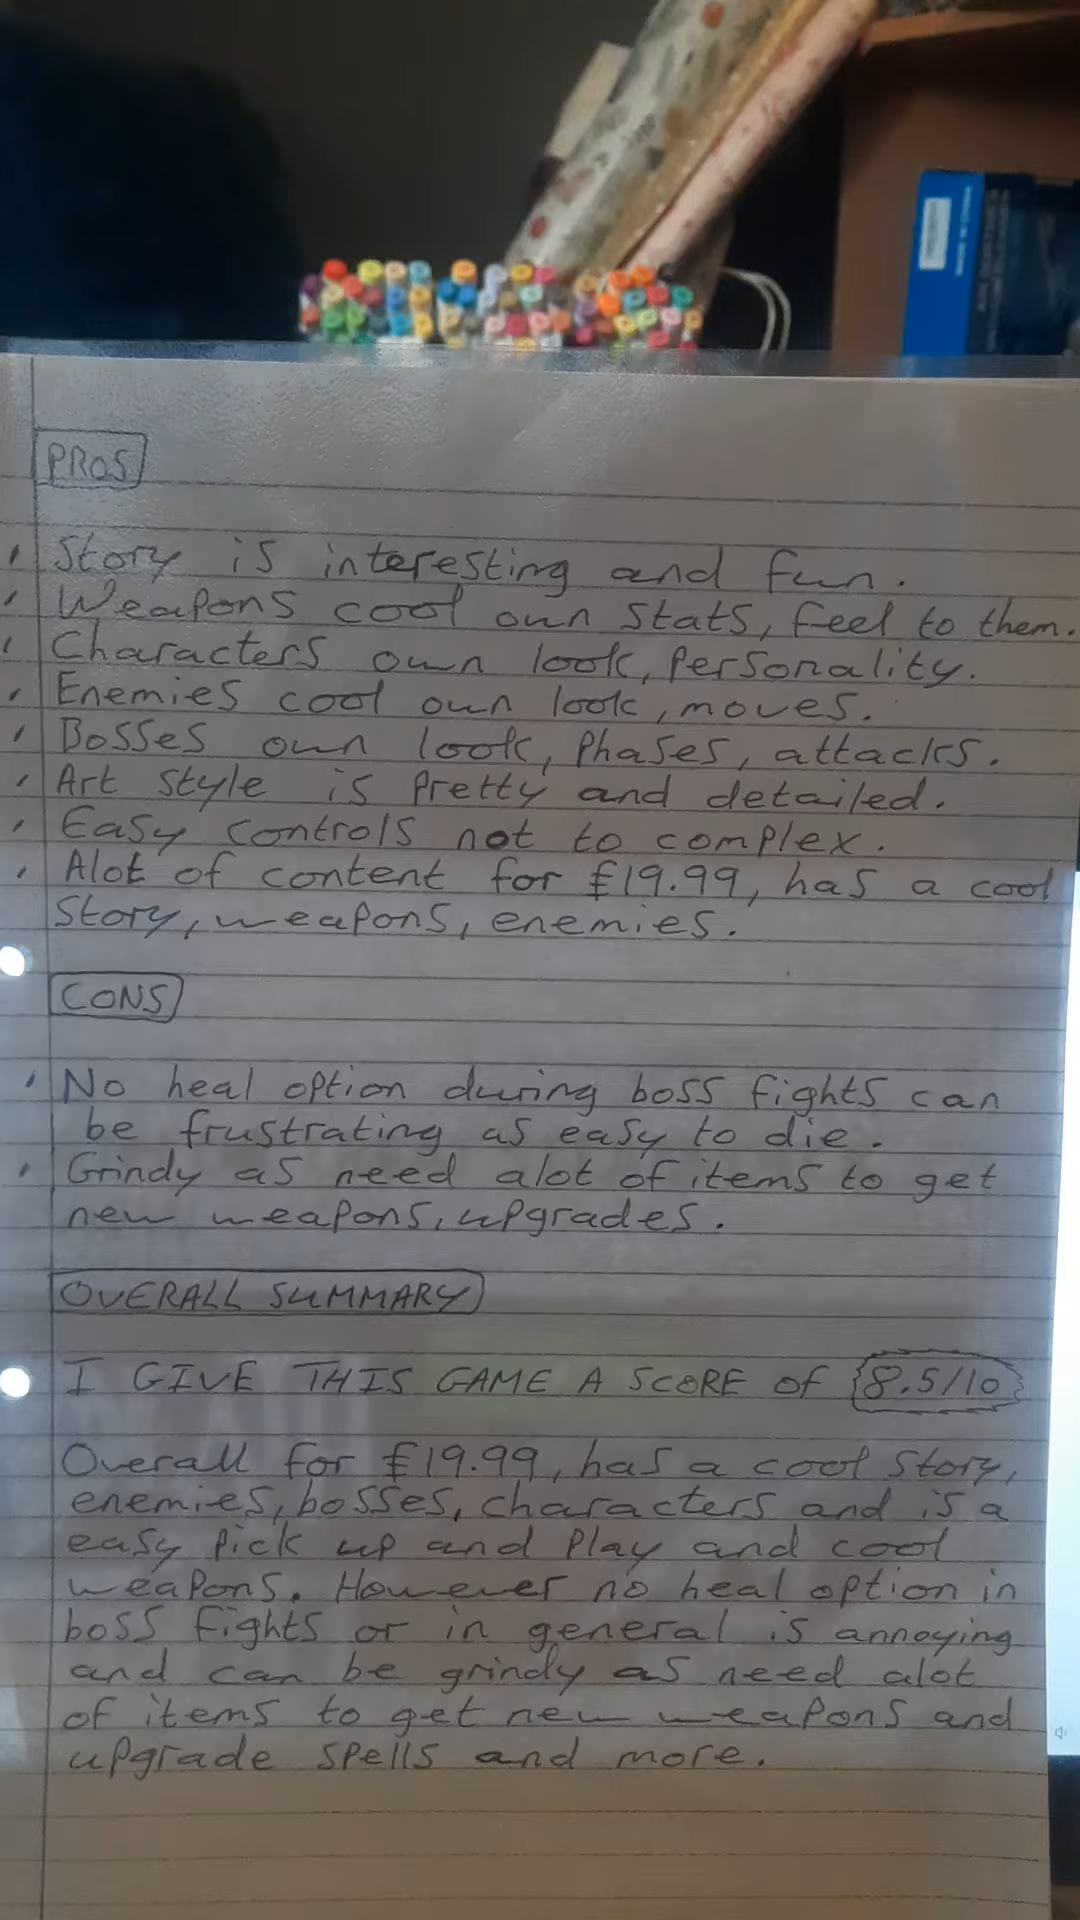 PROS
Story is interesting and fun.
Weapons cool own stats, feel to them.
Characters own look, Personality.
Enemies cool own look, moves.
Bosses own look, Phases, attacks.
Art Style is Pretty and detailed.
Easy controls not to complex.
Alot of content for £19.99, has a cool
Story, weapons, enemies.
CONS
No heal option during boss fights can
be frustrating as easy to die.
Grindy as need alot of items to get
new weapons, upgrades.
OVERALL SUMMARY
I GIVE THIS GAME A SCORE OF 8.5/10
Overall for £19.99, has a cool Story,
enemies, bosses, characters and is a
easy Pick up and Play and cool
weapons. However no heal option in
boss fights or in general is annoying
and can be grindy as need alot
of items to get new weapons and
upgrade spells and more.